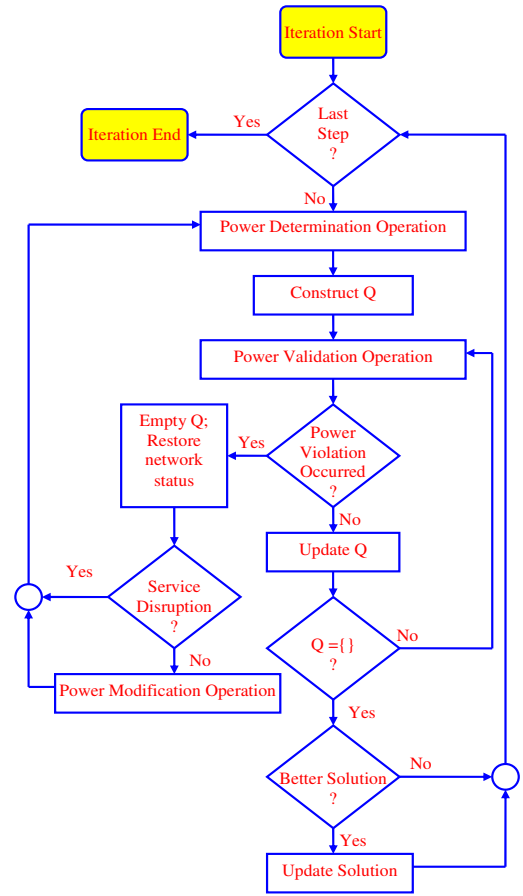 Iteration Start
Last
Step
?
Yes
Iteration End
No
Power Determination Operation
Construct Q
Power Validation Operation
Empty Q;
Restore
network
status
Yes
Power
Violation
Occurred
?
No
Update Q
Yes
Service
Disruption
?
No
Power Modification Operation
Q ={}
?
No
Yes
Better Solution
?
No
Yes
Update Solution